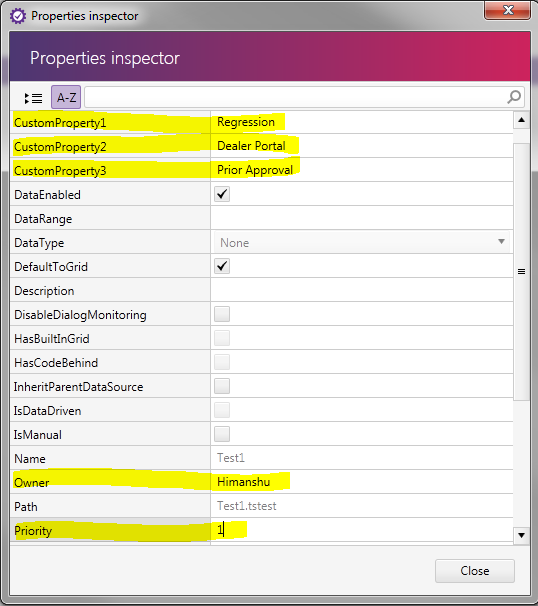 Properties inspector
Properties inspector
A-Z
CustomProperty1 Regression
CustomProperty2 Dealer Portal
CustomProperty3 Prior Approval
DataEnabled
DataRange
DataType None
DefaultToGrid
Description
DisableDialogMonitoring
HasBuiltInGrid
HasCodeBehind
InheritParentDataSource
IsDataDriven
IsManual
Name Test1
Owner Himanshu
Path Test1.tstest
Priority 1
Close